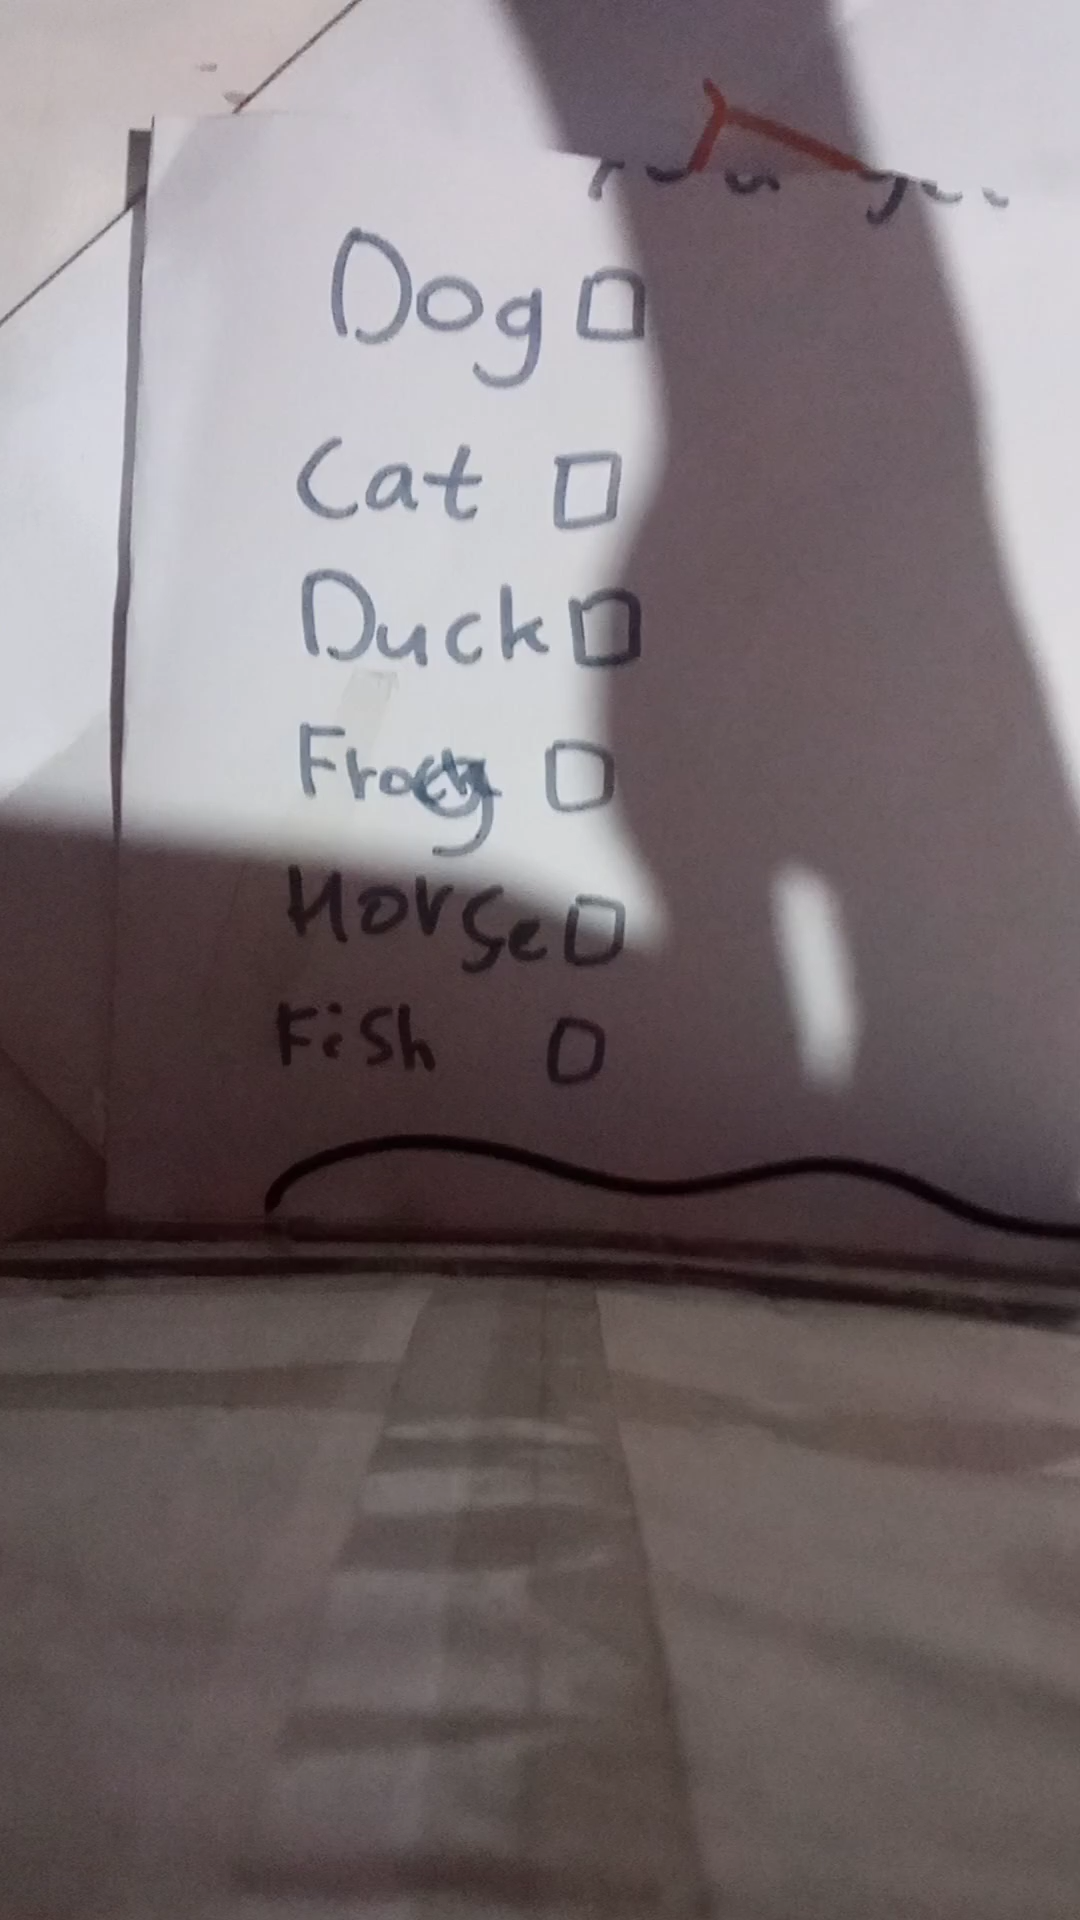 Dog □
Cat □
Duck □
Frog □
Horse □
Fish □